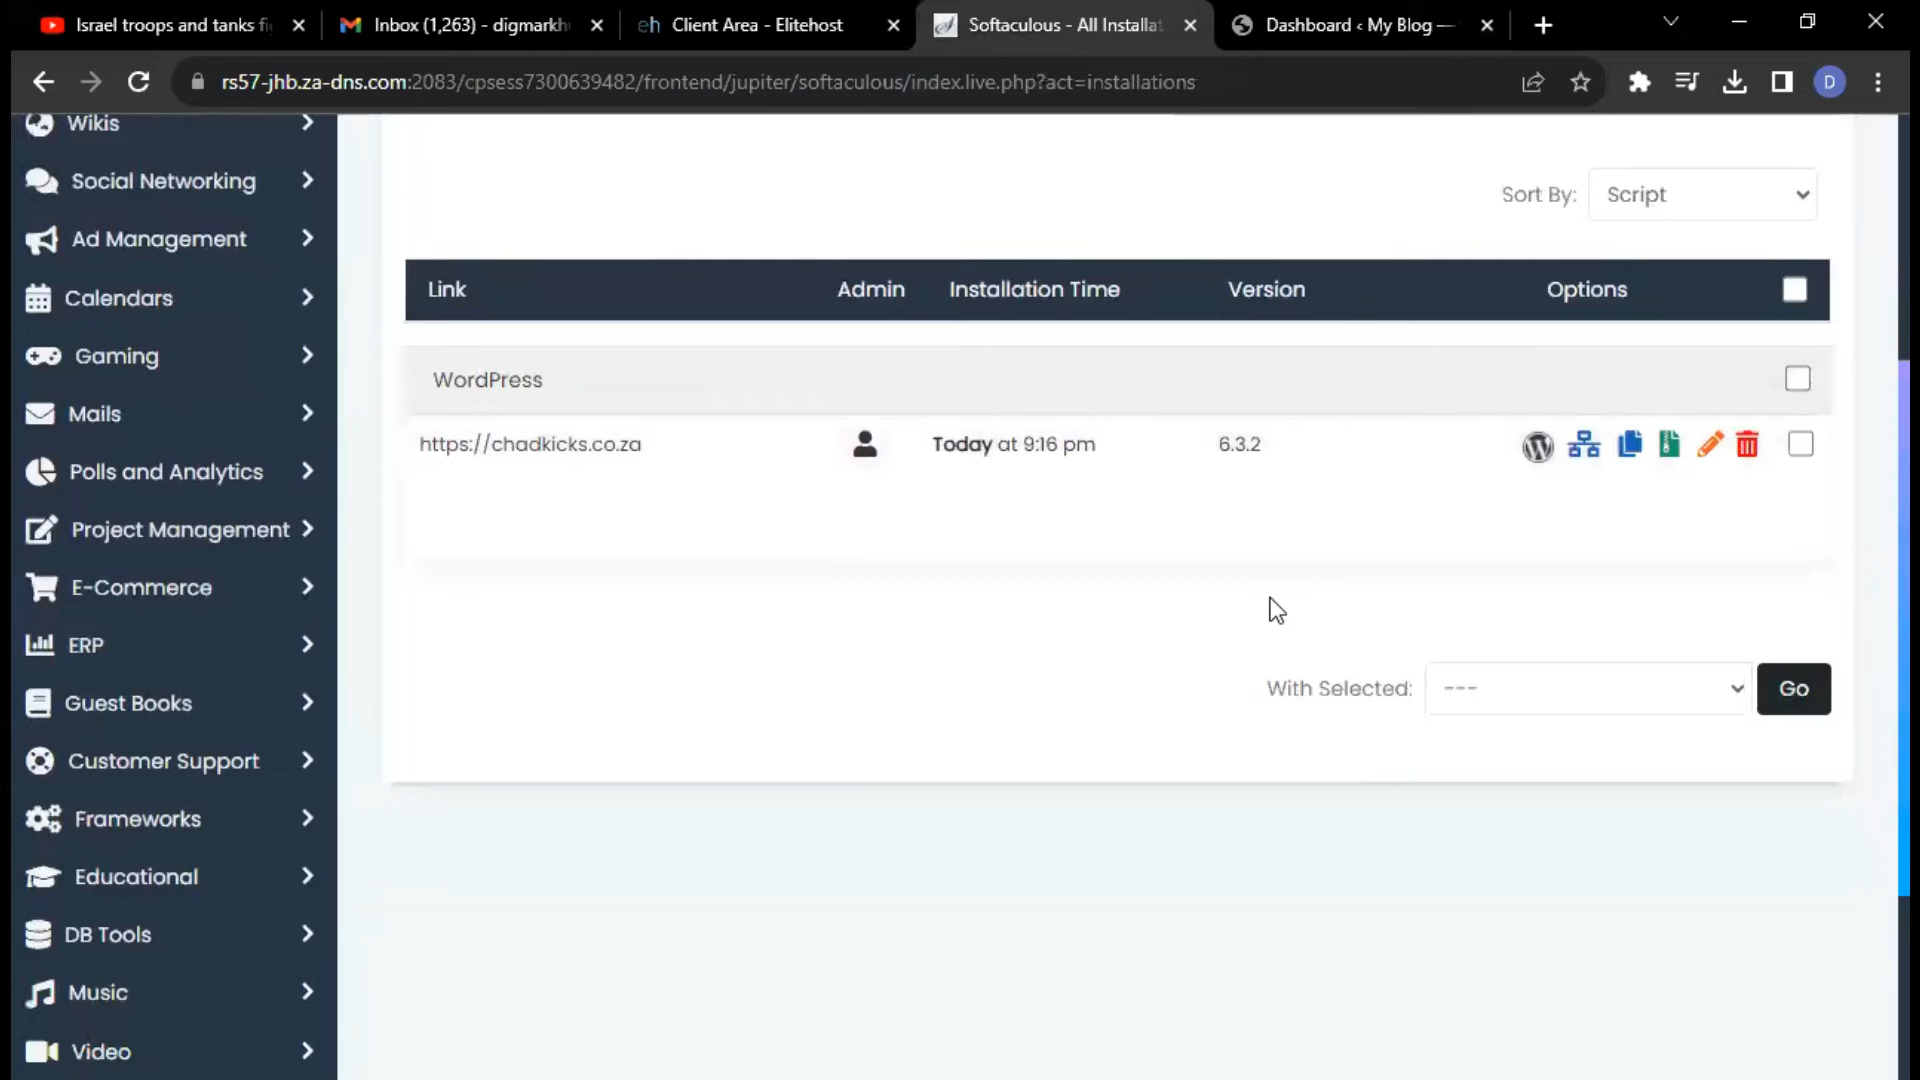 Israel troops and tanks fi
Inbox (1,263) - digmarkh
eh Client Area - Elitehost
Softaculous - All Installat
Dashboard ‹ My Blog —
rs57-jhb.za-dns.com:2083/cpsess7300639482/frontend/jupiter/softaculous/index.live.php?act=installations
D
Wikis
Social Networking
Ad Management
Calendars
Gaming
Mails
Polls and Analytics
Project Management
E-Commerce
ERP
Guest Books
Customer Support
Frameworks
Educational
DB Tools
Music
Video
Sort By: Script
Link Admin Installation Time Version Options
WordPress
https://chadkicks.co.za Today at 9:16 pm 6.3.2
With Selected: --- Go